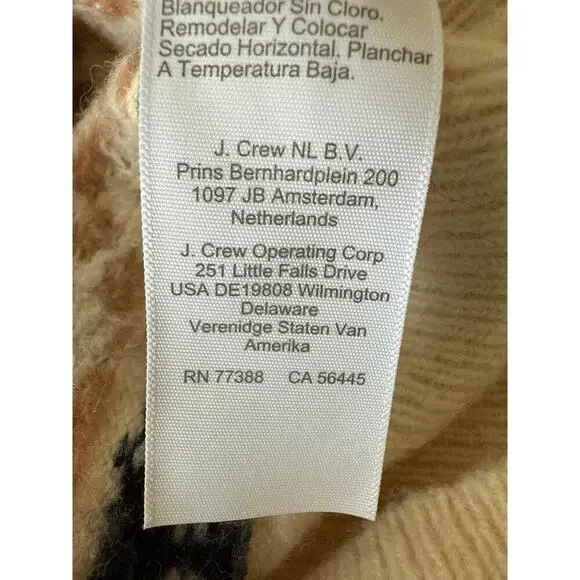 Blanqueador Sin Cloro.
Remodelar Y Colocar
Secado Horizontal. Planchar
A Temperatura Baja.
J. Crew NL B.V.
Prins Bernhardplein 200
1097 JB Amsterdam,
Netherlands
J. Crew Operating Corp
251 Little Falls Drive
USA DE19808 Wilmington
Delaware
Verenidge Staten Van
Amerika
RN 77388 CA 56445